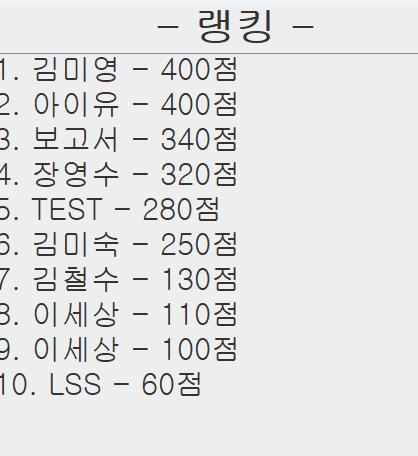 - 랭킹 -
1. 김미영 - 400점
2. 아이유 - 400점
3. 보고서 - 340점
4. 장영수 - 320점
5. TEST - 280점
6. 김미숙 - 250점
7. 김철수 - 130점
8. 이세상 - 110점
9. 이세상 - 100점
10. LSS - 60점